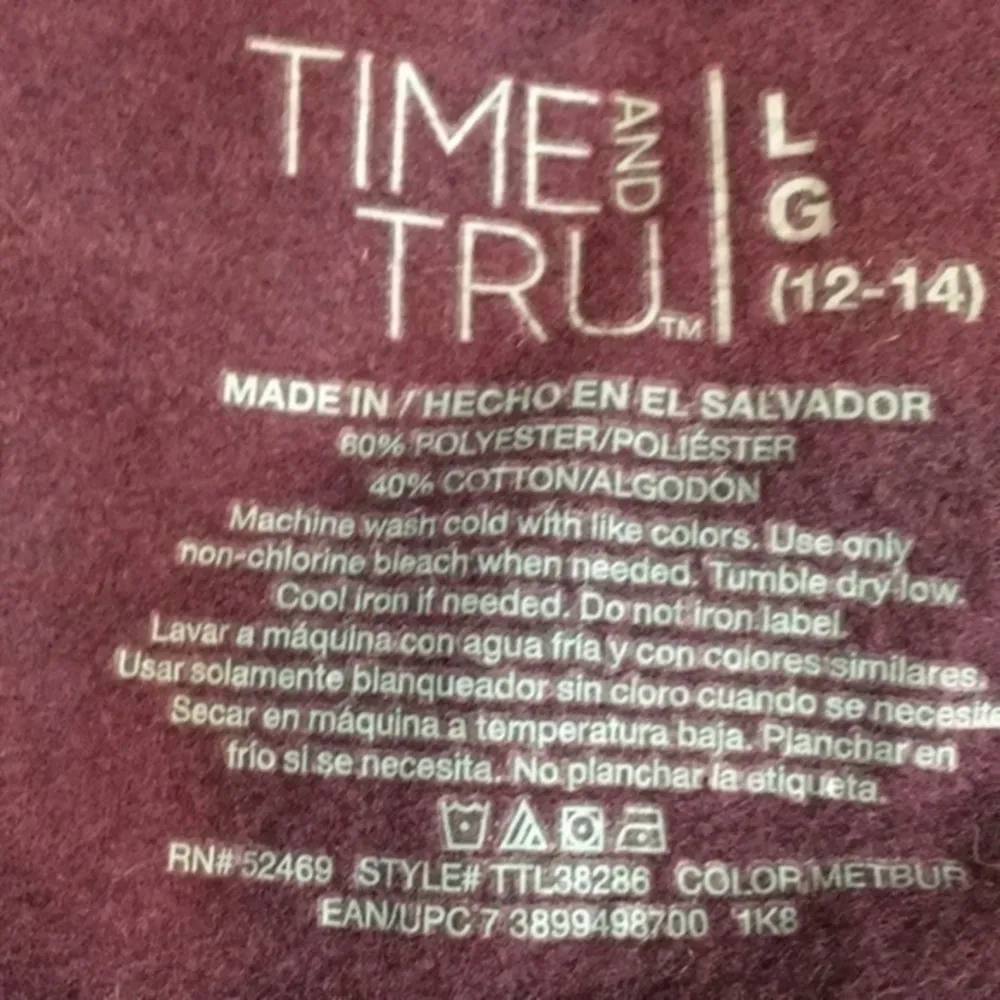 TIME AND
TRU™
L
G
(12-14)
MADE IN / HECHO EN EL SALVADOR
60% POLYESTER/POLIÉSTER
40% COTTON/ALGODÓN
Machine wash cold with like colors. Use only
non-chlorine bleach when needed. Tumble dry low.
Cool iron if needed. Do not iron label.
Lavar a máquina con agua fría y con colores similares.
Usar solamente blanqueador sin cloro cuando se necesite
Secar en máquina a temperatura baja. Planchar en
frío si se necesita. No planchar la etiqueta.
RN# 52469 STYLE# TTL38286 COLOR METBUR
EAN/UPC 7 3899498700 1K8